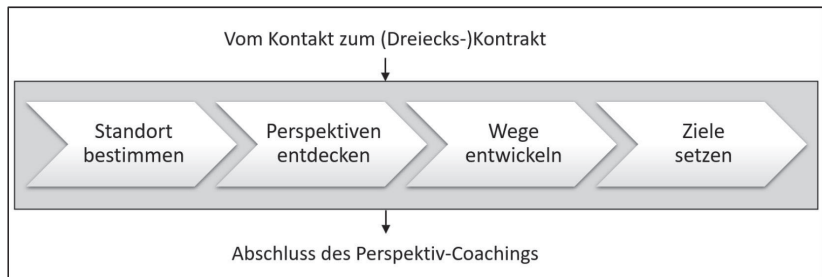 Vom Kontakt zum (Dreiecks-)Kontrakt
Standort
bestimmen
Perspektiven
entdecken
Wege
entwickeln
Ziele
setzen
Abschluss des Perspektiv-Coachings